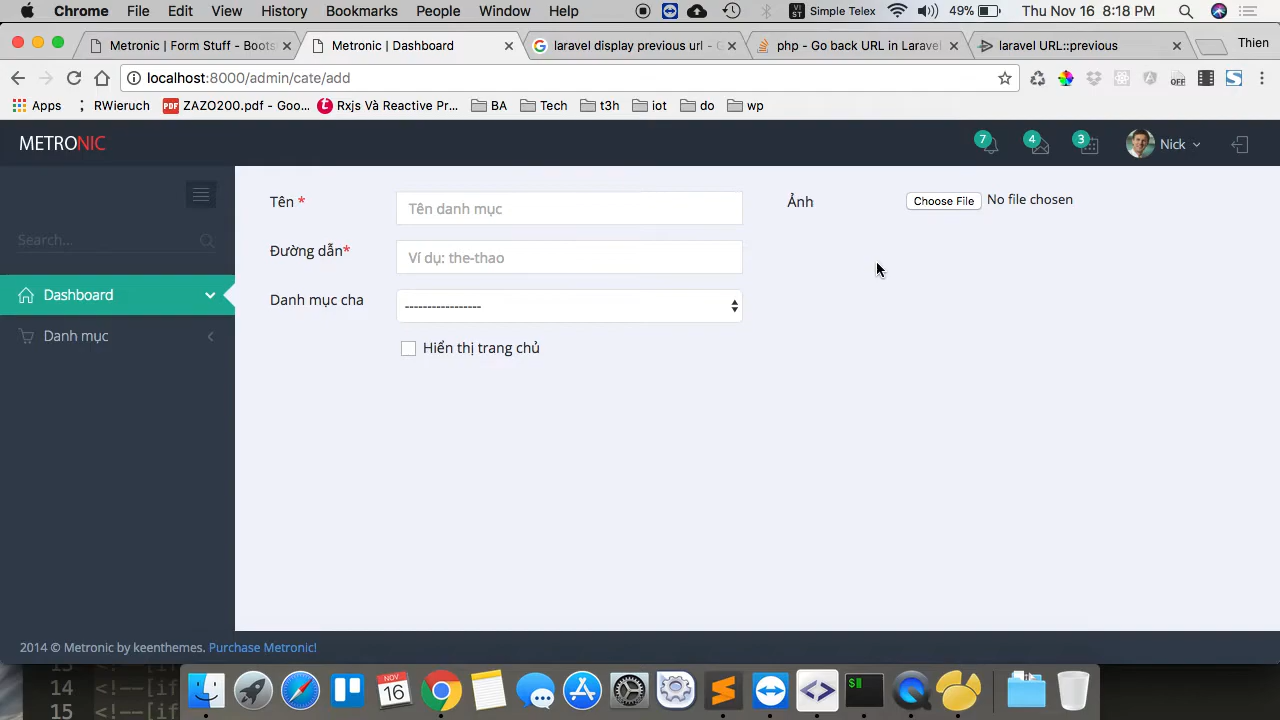 Chrome File Edit View History Bookmarks People Window Help Simple Telex 49% Thu Nov 16 8:18 PM
Metronic | Form Stuff - Boots Metronic | Dashboard laravel display previous url - G php - Go back URL in Laravel laravel URL::previous Thien
localhost:8000/admin/cate/add
Apps RWieruch ZAZO200.pdf - Goo... Rxjs Và Reactive Pr... BA Tech t3h iot do wp
METRONIC 7 4 3 Nick
Tên * Tên danh mục Ảnh Choose File No file chosen
Search...
Đường dẫn* Ví dụ: the-thao
Dashboard
Danh mục cha -----------------
Danh mục
Hiển thị trang chủ
2014 © Metronic by keenthemes. Purchase Metronic!
14 <!--[if
15 <!--[if
NOV
16